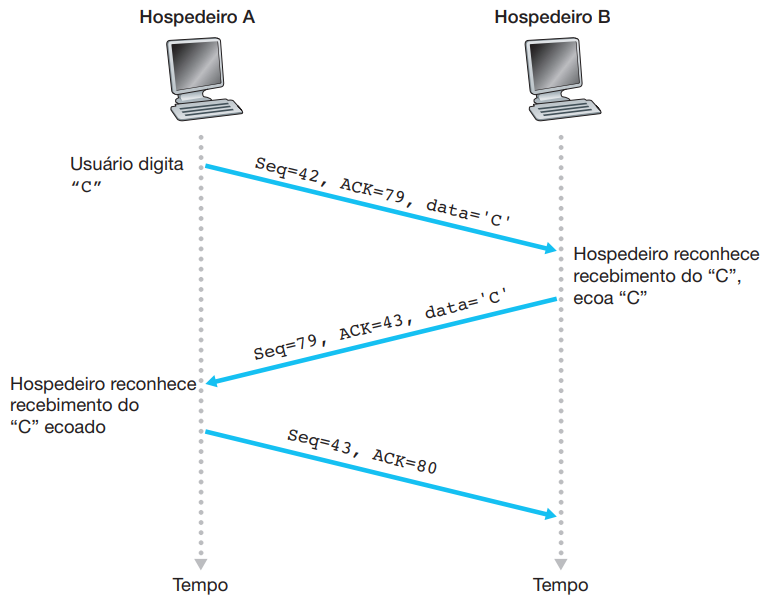 Hospedeiro A
Hospedeiro B
Usuário digita
“C”
Seq=42, ACK=79, data='C'
Hospedeiro reconhece
recebimento do “C”,
ecoa “C”
Seq=79, ACK=43, data='C'
Hospedeiro reconhece
recebimento do
“C” ecoado
Seq=43, ACK=80
Tempo
Tempo